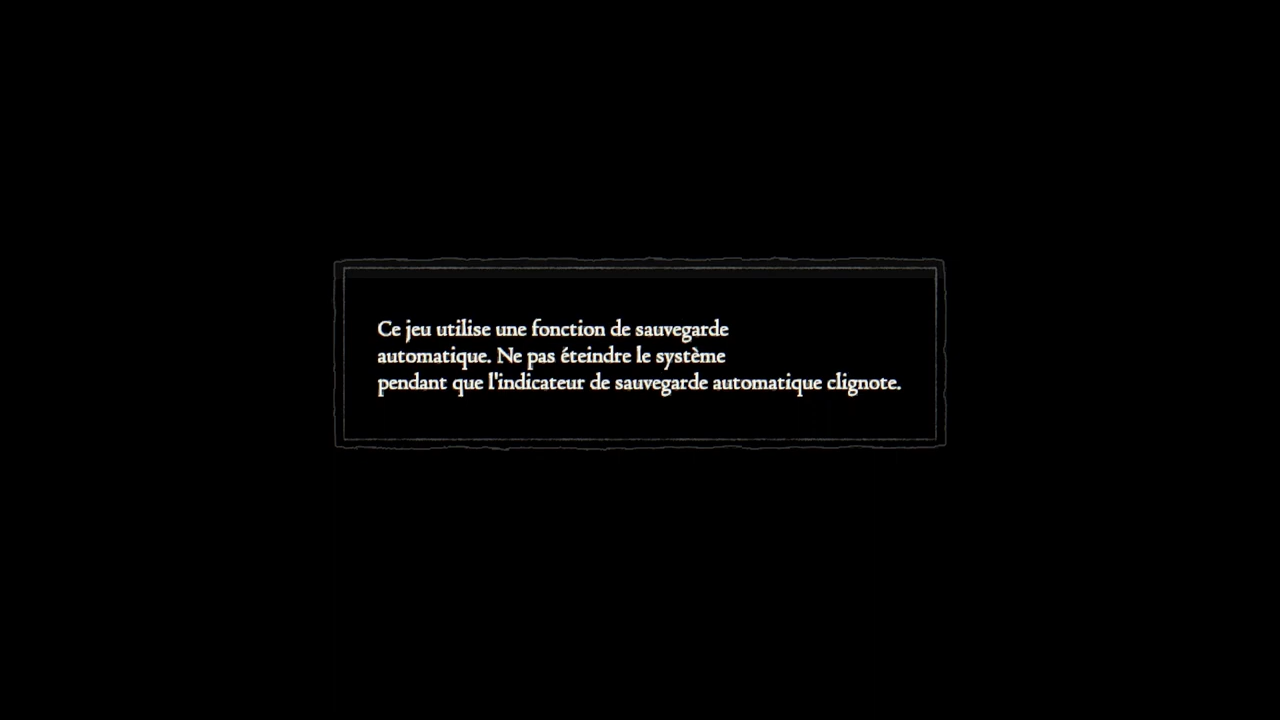 Ce jeu utilise une fonction de sauvegarde
automatique. Ne pas éteindre le système
pendant que l'indicateur de sauvegarde automatique clignote.